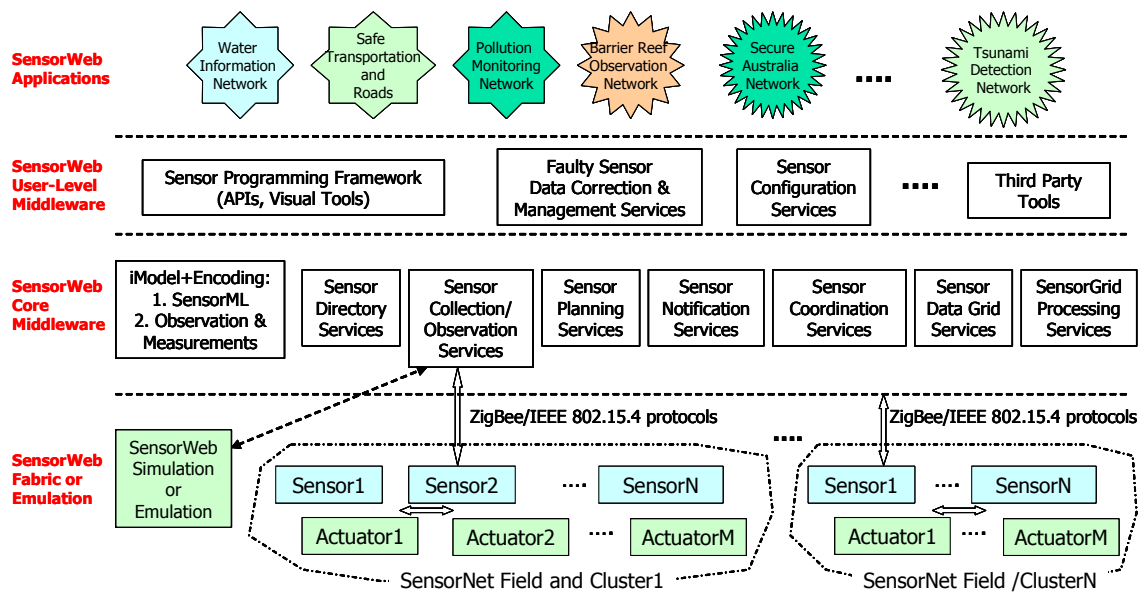 SensorWeb
Applications
Water
Information
Network
Safe
Transportation
and
Roads
Pollution
Monitoring
Network
Barrier Reef
Observation
Network
Secure
Australia
Network
....
Tsunami
Detection
Network
SensorWeb
User-Level
Middleware
Sensor Programming Framework
(APIs, Visual Tools)
Faulty Sensor
Data Correction &
Management Services
Sensor
Configuration
Services
....
Third Party
Tools
SensorWeb
Core
Middleware
iModel+Encoding:
1. SensorML
2. Observation &
Measurements
Sensor
Directory
Services
Sensor
Collection/
Observation
Services
Sensor
Planning
Services
Sensor
Notification
Services
Sensor
Coordination
Services
Sensor
Data Grid
Services
SensorGrid
Processing
Services
SensorWeb
Fabric or
Emulation
SensorWeb
Simulation
or
Emulation
ZigBee/IEEE 802.15.4 protocols
....
ZigBee/IEEE 802.15.4 protocols
Sensor1
Sensor2
....
SensorN
Actuator1
Actuator2
....
ActuatorM
SensorNet Field and Cluster1
Sensor1
....
SensorN
Actuator1
....
ActuatorM
SensorNet Field /ClusterN